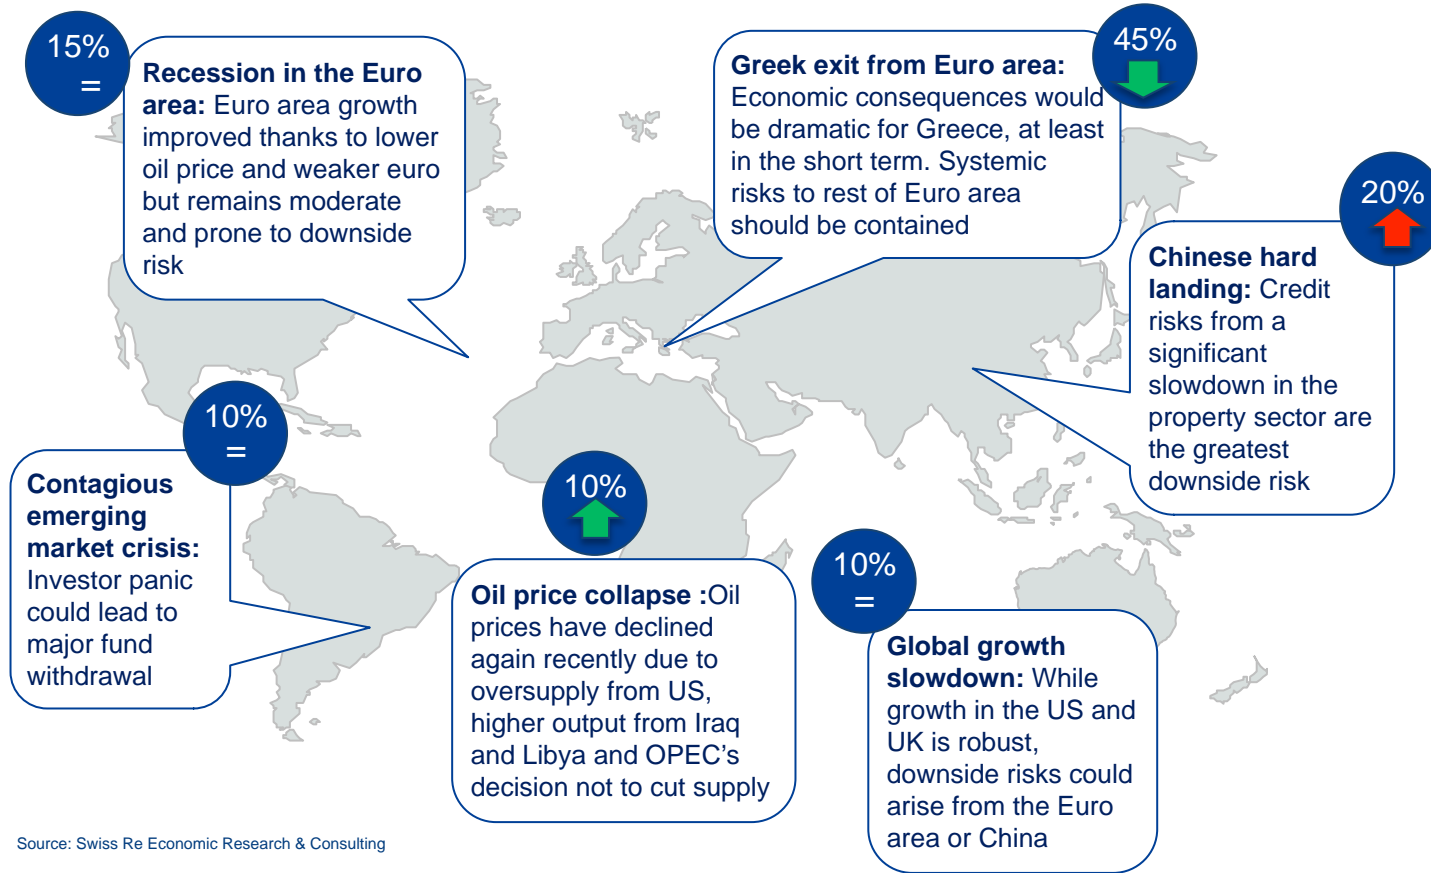 15%
=
Recession in the Euro
area: Euro area growth
improved thanks to lower
oil price and weaker euro
but remains moderate
and prone to downside
risk
45%
Greek exit from Euro area:
Economic consequences would
be dramatic for Greece, at least
in the short term. Systemic
risks to rest of Euro area
should be contained
20%
Chinese hard
landing: Credit
risks from a
significant
slowdown in the
property sector are
the greatest
downside risk
10%
=
Contagious
emerging
market crisis:
Investor panic
could lead to
major fund
withdrawal
10%
Oil price collapse :Oil
prices have declined
again recently due to
oversupply from US,
higher output from Iraq
and Libya and OPEC’s
decision not to cut supply
10%
=
Global growth
slowdown: While
growth in the US and
UK is robust,
downside risks could
arise from the Euro
area or China
Source: Swiss Re Economic Research & Consulting